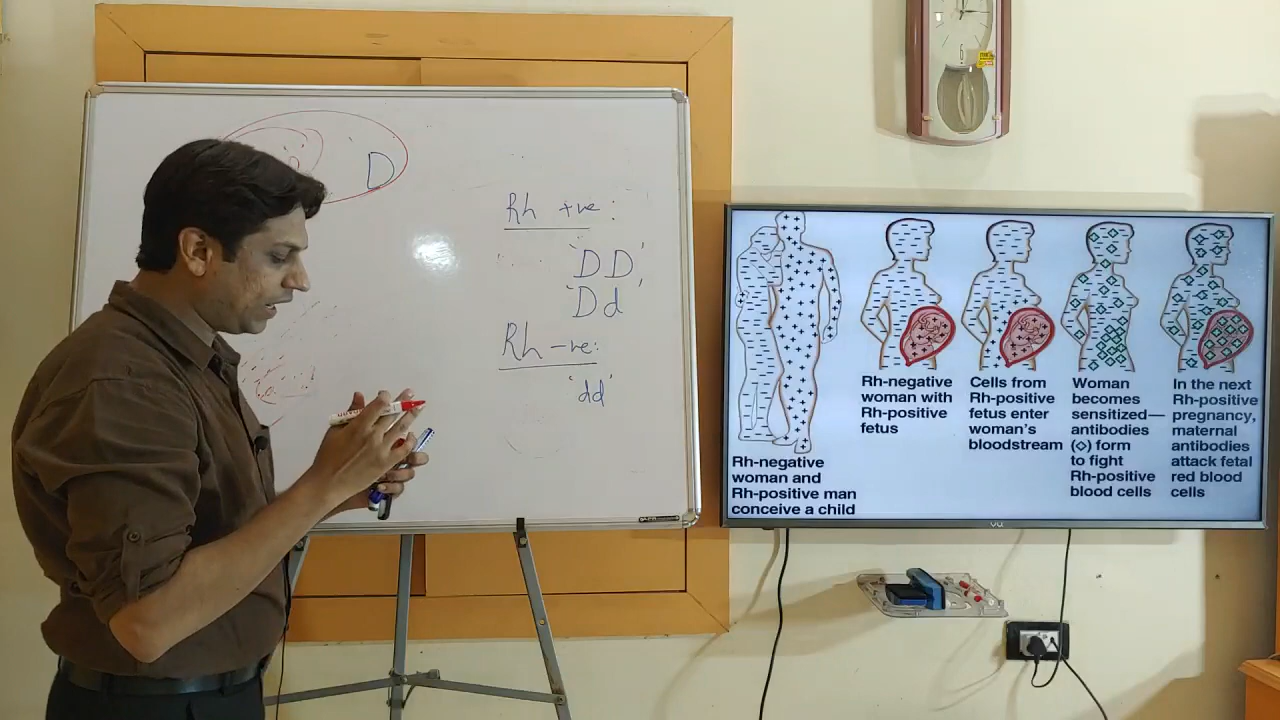 D
Rh +ve:
'DD',
'Dd'
Rh -ve:
'dd'
Rh-negative
woman and
Rh-positive man
conceive a child
Rh-negative
woman with
Rh-positive
fetus
Cells from
Rh-positive
fetus enter
woman's
bloodstream
Woman
becomes
sensitized—
antibodies
(◇) form
to fight
Rh-positive
blood cells
In the next
Rh-positive
pregnancy,
maternal
antibodies
attack fetal
red blood
cells